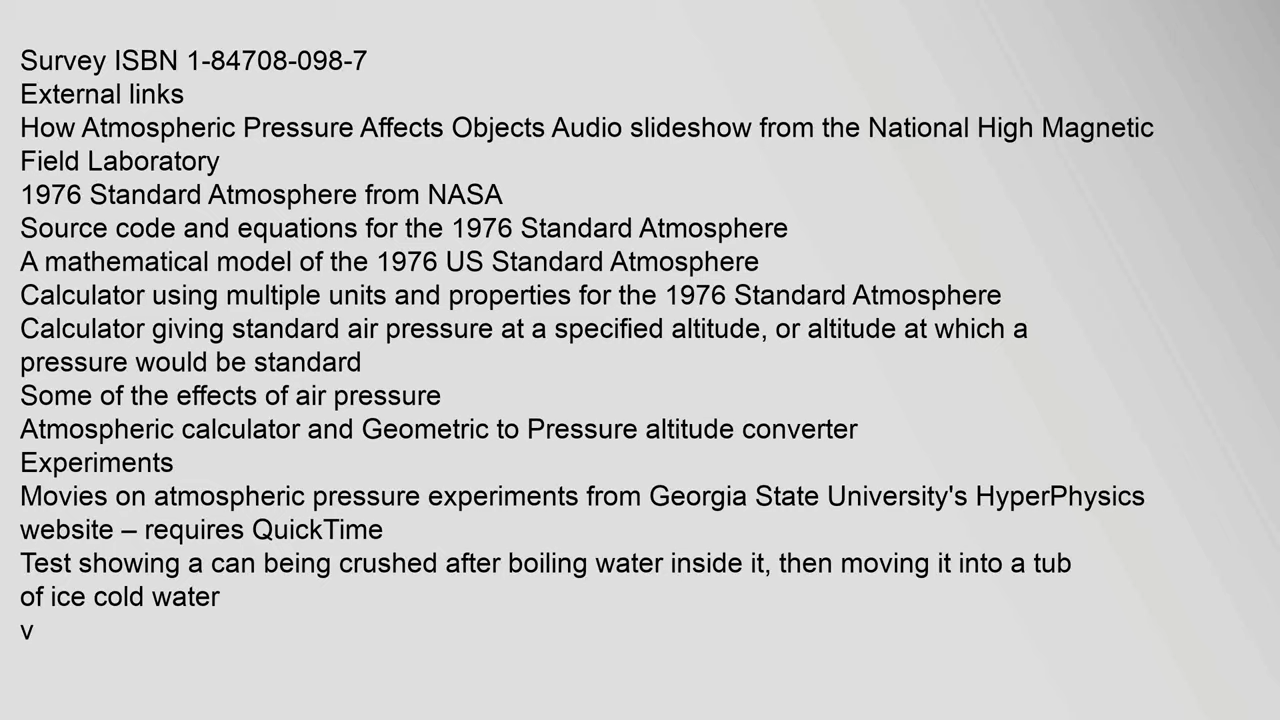 Survey ISBN 1-84708-098-7
External links
How Atmospheric Pressure Affects Objects Audio slideshow from the National High Magnetic
Field Laboratory
1976 Standard Atmosphere from NASA
Source code and equations for the 1976 Standard Atmosphere
A mathematical model of the 1976 US Standard Atmosphere
Calculator using multiple units and properties for the 1976 Standard Atmosphere
Calculator giving standard air pressure at a specified altitude, or altitude at which a
pressure would be standard
Some of the effects of air pressure
Atmospheric calculator and Geometric to Pressure altitude converter
Experiments
Movies on atmospheric pressure experiments from Georgia State University's HyperPhysics
website – requires QuickTime
Test showing a can being crushed after boiling water inside it, then moving it into a tub
of ice cold water
v